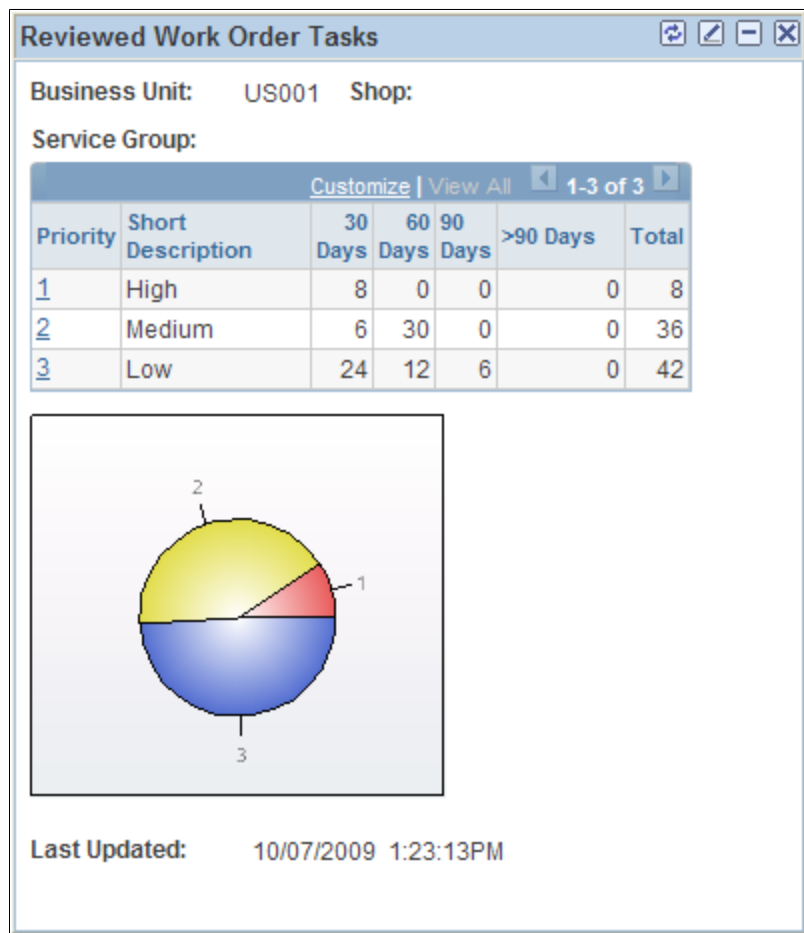 Reviewed Work Order Tasks
Business Unit: US001 Shop:
Service Group:
Customize | View All 1-3 of 3
Priority Short Description 30 Days 60 Days 90 Days >90 Days Total
1 High 8 0 0 0 8
2 Medium 6 30 0 0 36
3 Low 24 12 6 0 42
2
1
3
Last Updated: 10/07/2009 1:23:13PM